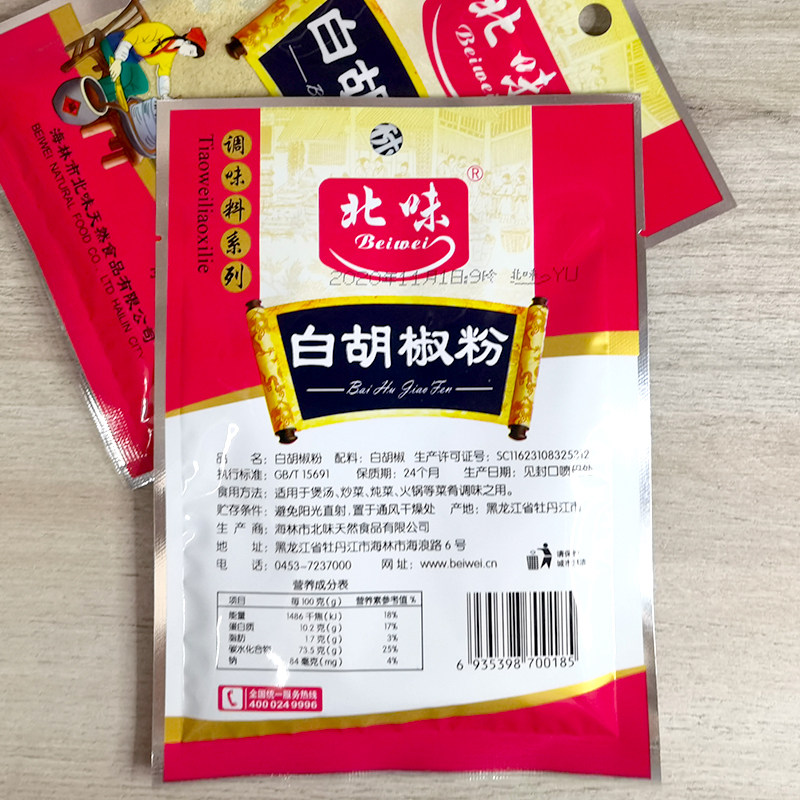 白胡
北味
Beiwei
海林市北味天然食品有限公司
BEIWEI NATURAL FOOD CO., LTD HAILIN CITY
调味料系列
Tiaoweiliaoxilie
北味
®
Beiwei
2020年11月1日
北味 YU
白胡椒粉
Bai Hu Jiao Fen
品 名：白胡椒粉 配料：白胡椒 生产许可证号：SC11623108325312
执行标准：GB/T 15691 保质期：24个月 生产日期：见封口喷码处
食用方法：适用于煲汤、炒菜、炖菜、火锅等菜肴调味之用。
贮存条件：避免阳光直射，置于通风干燥处 产地：黑龙江省牡丹江市
生 产 商：海林市北味天然食品有限公司
地 址：黑龙江省牡丹江市海林市海浪路6号
电 话：0453-7237000 网 址：www.beiwei.cn
请保持
营养成分表
项目 每100克(g) 营养素参考值%
能量 1486千焦(kJ) 18%
蛋白质 10.2克(g) 17%
脂肪 1.7克(g) 3%
碳水化合物 73.5克(g) 25%
钠 84毫克(mg) 4%
6 935398 700185
全国统一服务热线
400 024 9996